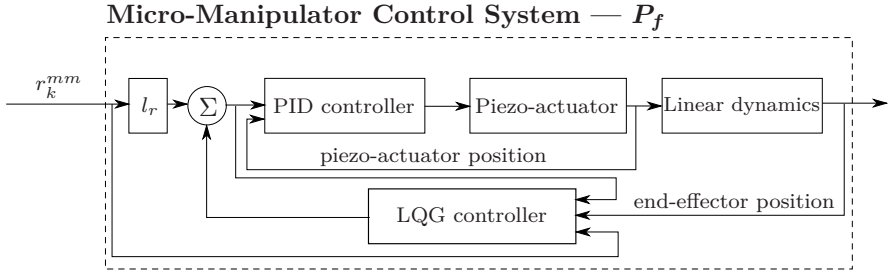 Micro-Manipulator Control System — P_f
r_k^{mm}
l_r
Σ
PID controller
Piezo-actuator
Linear dynamics
piezo-actuator position
end-effector position
LQG controller